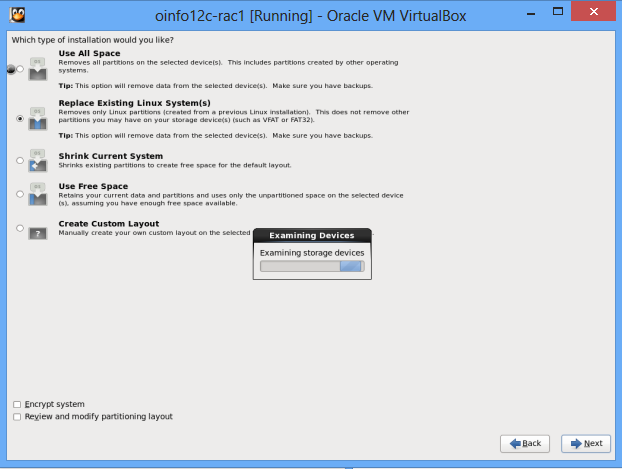 oinfo12c-rac1 [Running] - Oracle VM VirtualBox
Which type of installation would you like?
Use All Space
Removes all partitions on the selected device(s). This includes partitions created by other operating
systems.
Tip: This option will remove data from the selected device(s). Make sure you have backups.
Replace Existing Linux System(s)
Removes only Linux partitions (created from a previous Linux installation). This does not remove other
partitions you may have on your storage device(s) (such as VFAT or FAT32).
Tip: This option will remove data from the selected device(s). Make sure you have backups.
Shrink Current System
Shrinks existing partitions to create free space for the default layout.
Use Free Space
Retains your current data and partitions and uses only the unpartitioned space on the selected device
(s), assuming you have enough free space available.
Create Custom Layout
Manually create your own custom layout on the selected
Examining Devices
Examining storage devices
Encrypt system
Review and modify partitioning layout
Back
Next